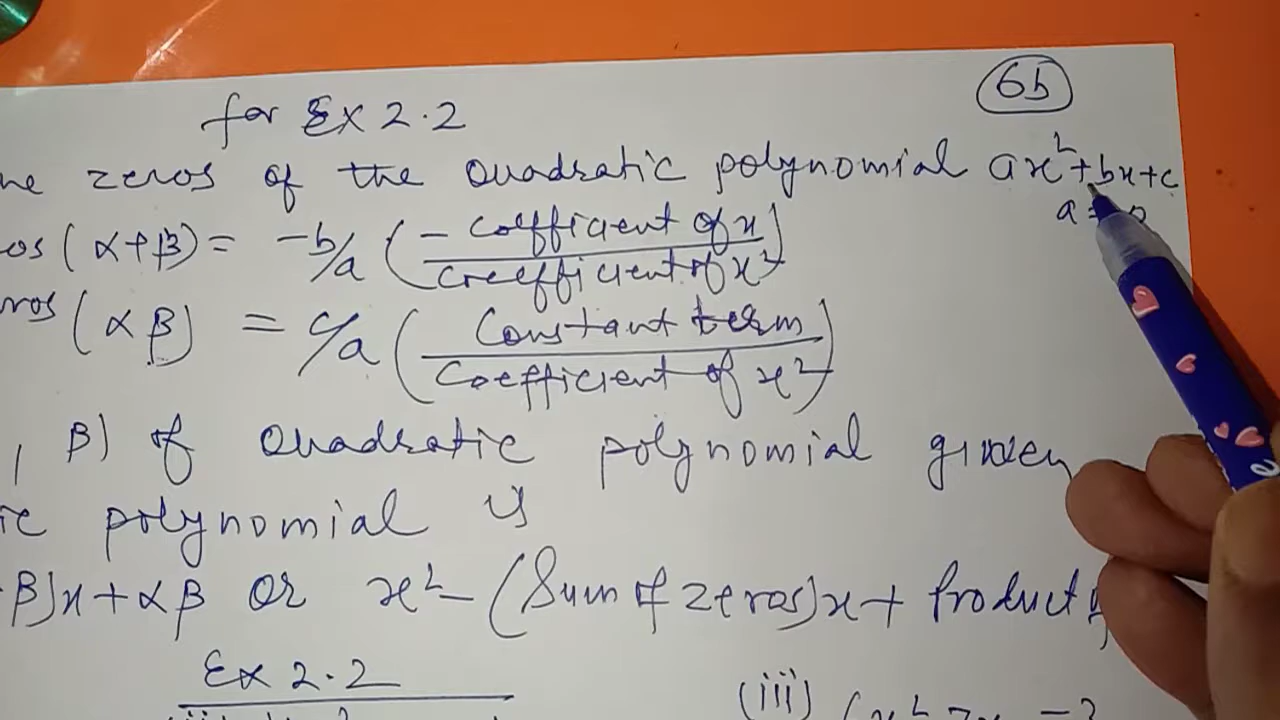 65
for Ex 2.2
ne zeros of the Quadratic polynomial ax²+bx+c
os (α+β) = -b/a (- coefficient of x / coefficient of x²)
ros (αβ) = c/a (Constant term / Coefficient of x²)
, β) of Quadratic polynomial given
ic polynomial is
β)x + αβ or x² - (Sum of zeros)x + Product
Ex 2.2
(iii)